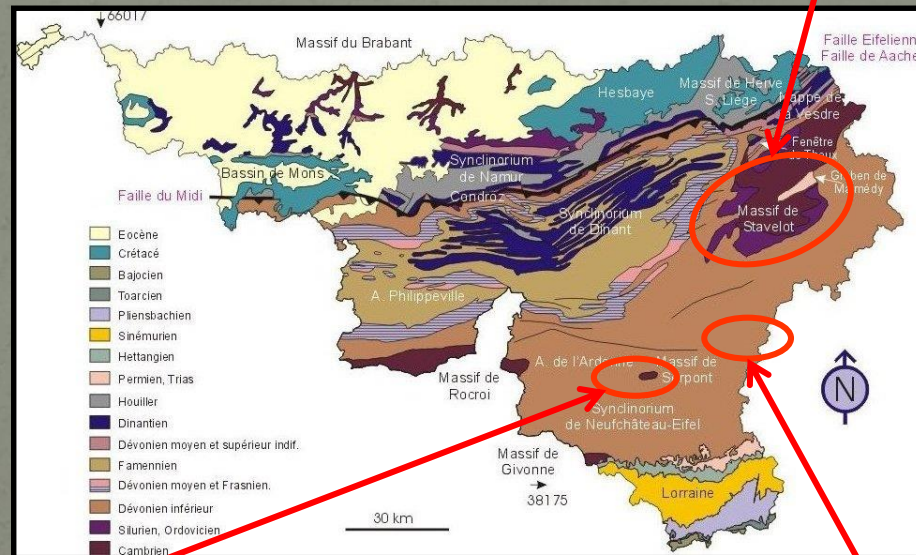 66017
Massif du Brabant
Faille Eifelienn
Faille de Aache
Hesbaye
Massif de Herve
S. Liège
Nappe de
la Vesdre
Fenêtre
de Theux
Graben de
Malmédy
Synclinorium
de Namur
Bassin de Mons
Faille du Midi
Condroz
Synclinorium
de Dinant
Massif de
Stavelot
A. Philippeville
A. de l'Ardenne
Massif de
Serpont
Massif de
Rocroi
Synclinorium
de Neufchâteau-Eifel
Massif de
Givonne
38175
Lorraine
N
Eocène
Crétacé
Bajocien
Toarcien
Pliensbachien
Sinémurien
Hettangien
Permien, Trias
Houiller
Dinantien
Dévonien moyen et supérieur indif.
Famennien
Dévonien moyen et Frasnien.
Dévonien inférieur
Silurien, Ordovicien
Cambrien
30 km